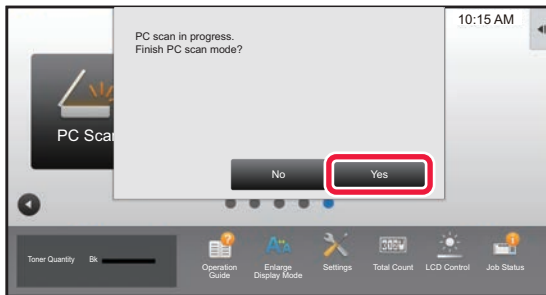 10:15 AM
PC scan in progress.
Finish PC scan mode?
PC Sca
No
Yes
Toner Quantity Bk
Operation
Guide
Enlarge
Display Mode
Settings
Total Count
LCD Control
Job Status